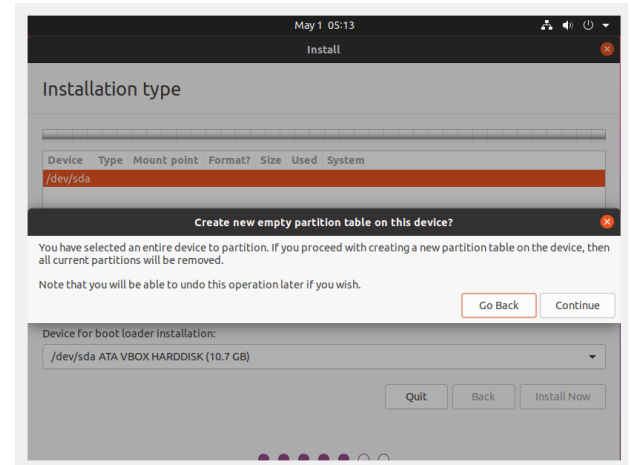 May 1 05:13
Install
Installation type
Device Type Mount point Format? Size Used System
/dev/sda
Create new empty partition table on this device?
You have selected an entire device to partition. If you proceed with creating a new partition table on the device, then
all current partitions will be removed.
Note that you will be able to undo this operation later if you wish.
Go Back Continue
Device for boot loader installation:
/dev/sda ATA VBOX HARDDISK (10.7 GB)
Quit Back Install Now